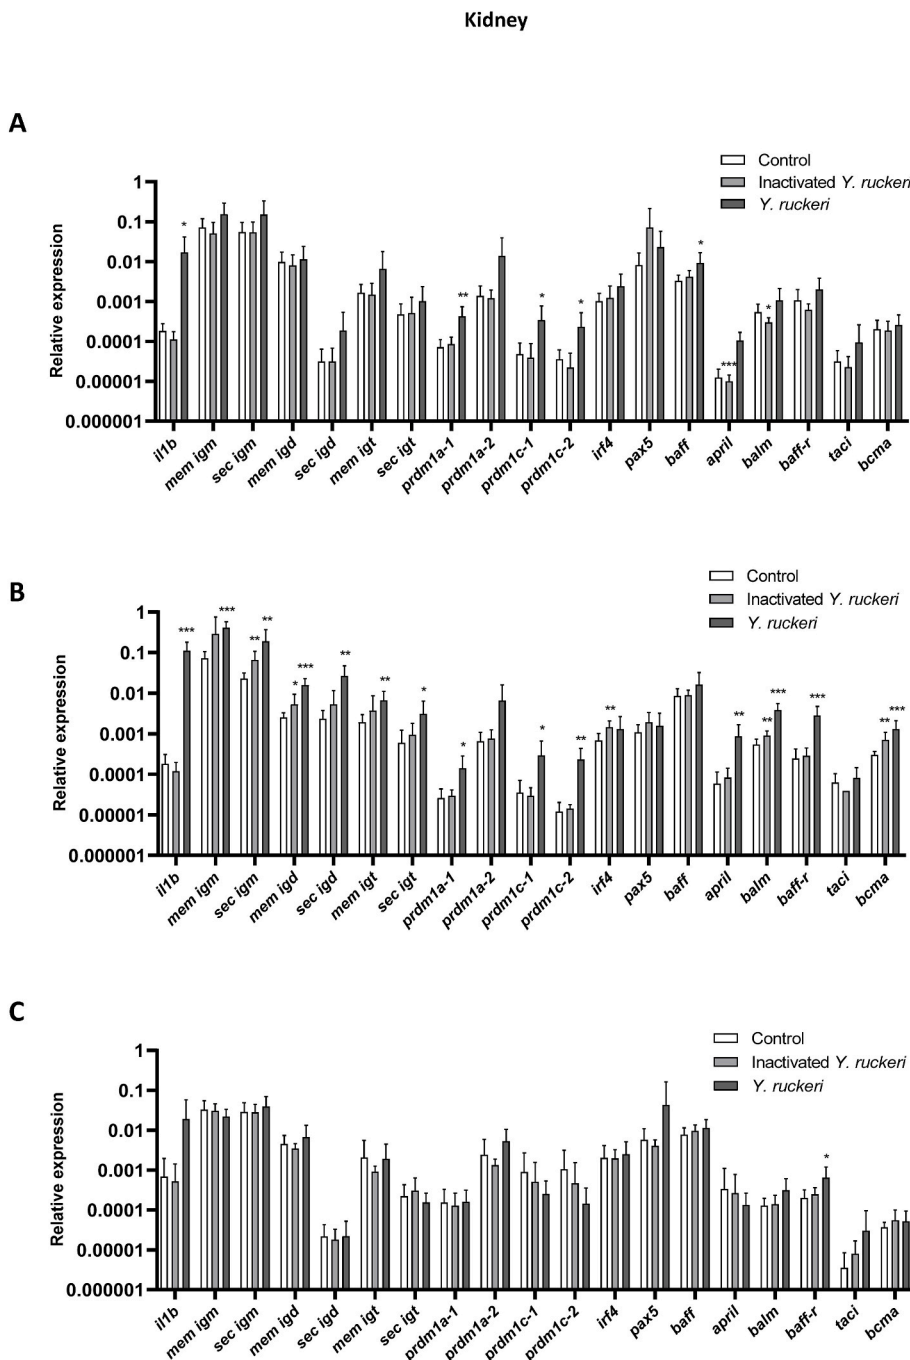 Kidney
A
Control
Inactivated Y. ruckeri
Y. ruckeri
Relative expression
1
0.1
0.01
0.001
0.0001
0.00001
0.000001
*
**
*
*
*
***
*
il1b
mem igm
sec igm
mem igd
sec igd
mem igt
sec igt
prdm1a-1
prdm1a-2
prdm1c-1
prdm1c-2
irf4
pax5
baff
april
balm
baff-r
taci
bcma
B
Control
Inactivated Y. ruckeri
Y. ruckeri
Relative expression
1
0.1
0.01
0.001
0.0001
0.00001
0.000001
***
***
**
**
*
***
**
**
*
*
*
**
**
**
**
***
***
**
***
il1b
mem igm
sec igm
mem igd
sec igd
mem igt
sec igt
prdm1a-1
prdm1a-2
prdm1c-1
prdm1c-2
irf4
pax5
baff
april
balm
baff-r
taci
bcma
C
Control
Inactivated Y. ruckeri
Y. ruckeri
Relative expression
1
0.1
0.01
0.001
0.0001
0.00001
0.000001
*
il1b
mem igm
sec igm
mem igd
sec igd
mem igt
sec igt
prdm1a-1
prdm1a-2
prdm1c-1
prdm1c-2
irf4
pax5
baff
april
balm
baff-r
taci
bcma